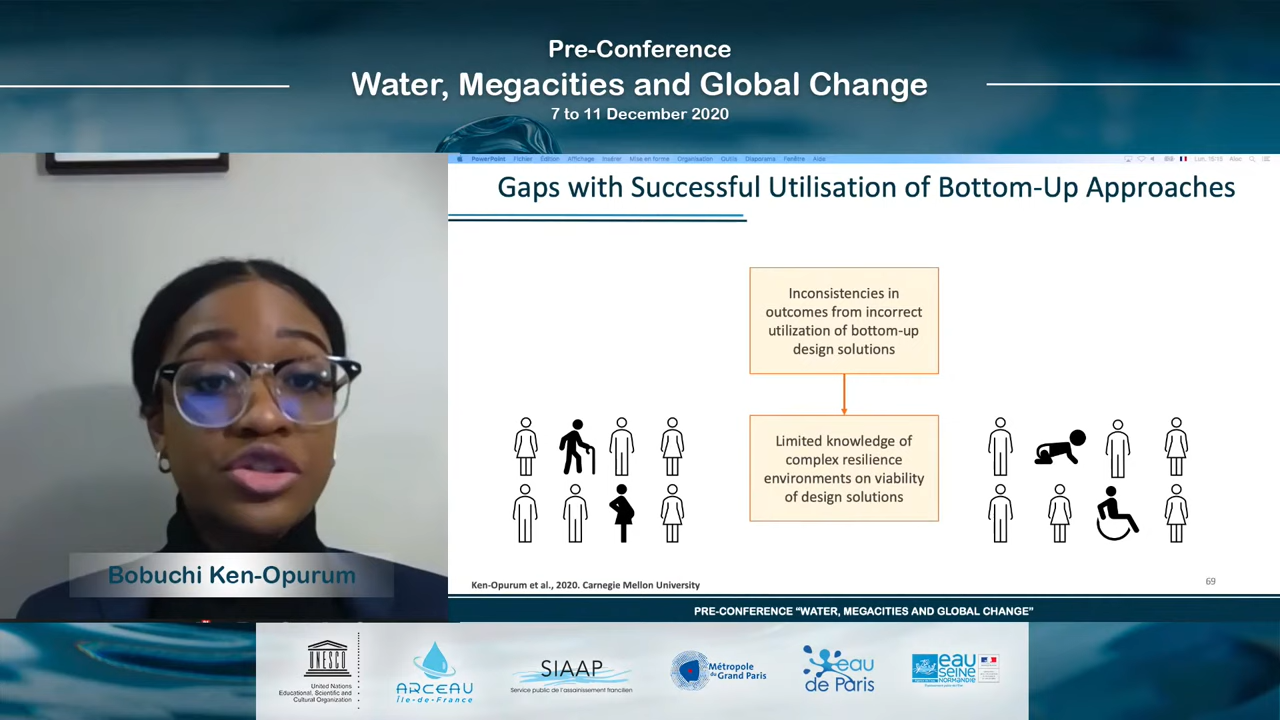 Pre-Conference
Water, Megacities and Global Change
7 to 11 December 2020
PowerPoint Fichier Édition Affichage Insérer Mise en forme Organisation Outils Diaporama Fenêtre Aide
Gaps with Successful Utilisation of Bottom-Up Approaches
Inconsistencies in
outcomes from incorrect
utilization of bottom-up
design solutions
Limited knowledge of
complex resilience
environments on viability
of design solutions
Bobuchi Ken-Opurum
Ken-Opurum et al., 2020. Carnegie Mellon University
69
PRE-CONFERENCE “WATER, MEGACITIES AND GLOBAL CHANGE”
UNESCO
United Nations
Educational, Scientific and
Cultural Organization
ARCEAU
Île-de-France
SIAAP
Service public de l'assainissement francilien
Métropole
du Grand Paris
eau
de Paris
eau
SEINE
NORMANDIE